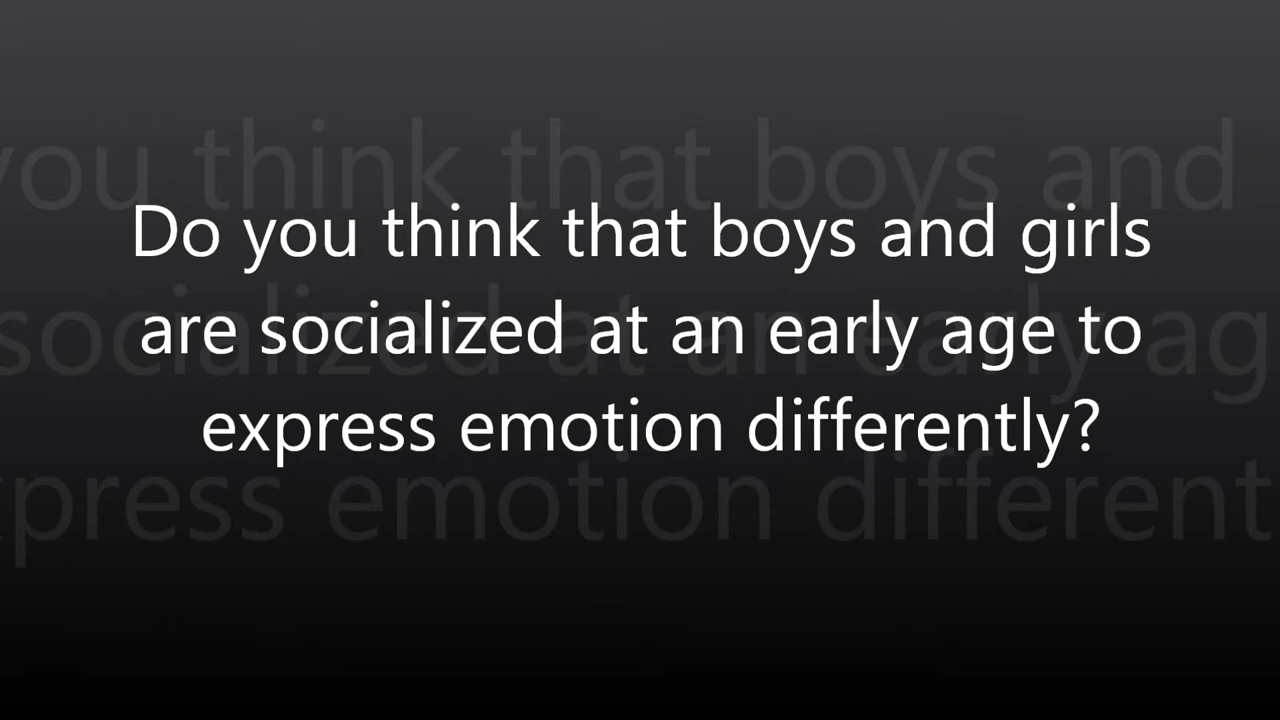 Do you think that boys and girls
are socialized at an early age to
express emotion differently?